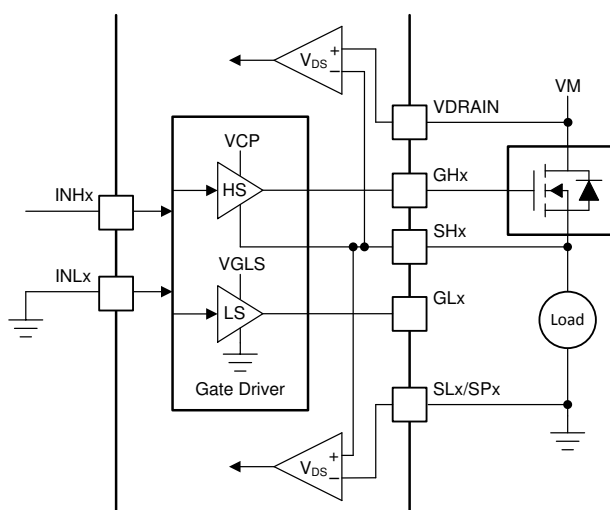 VDS
+
−
VDRAIN
VM
VCP
GHx
INHx
HS
SHx
INLx
VGLS
GLx
LS
Load
Gate Driver
SLx/SPx
VDS
+
−